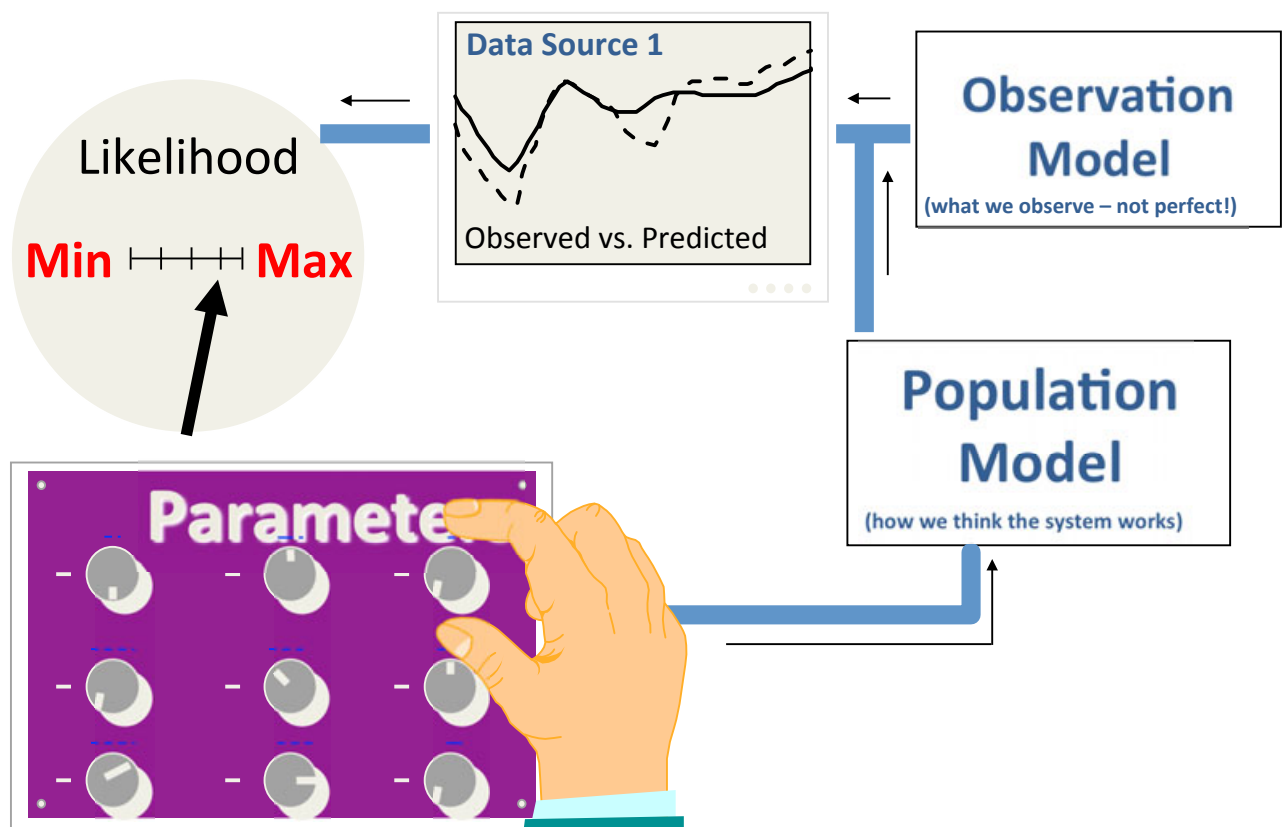 Data Source 1
Observed vs. Predicted
Observation
Model
(what we observe – not perfect!)
Likelihood
Min Max
Population
Model
(how we think the system works)
Paramete